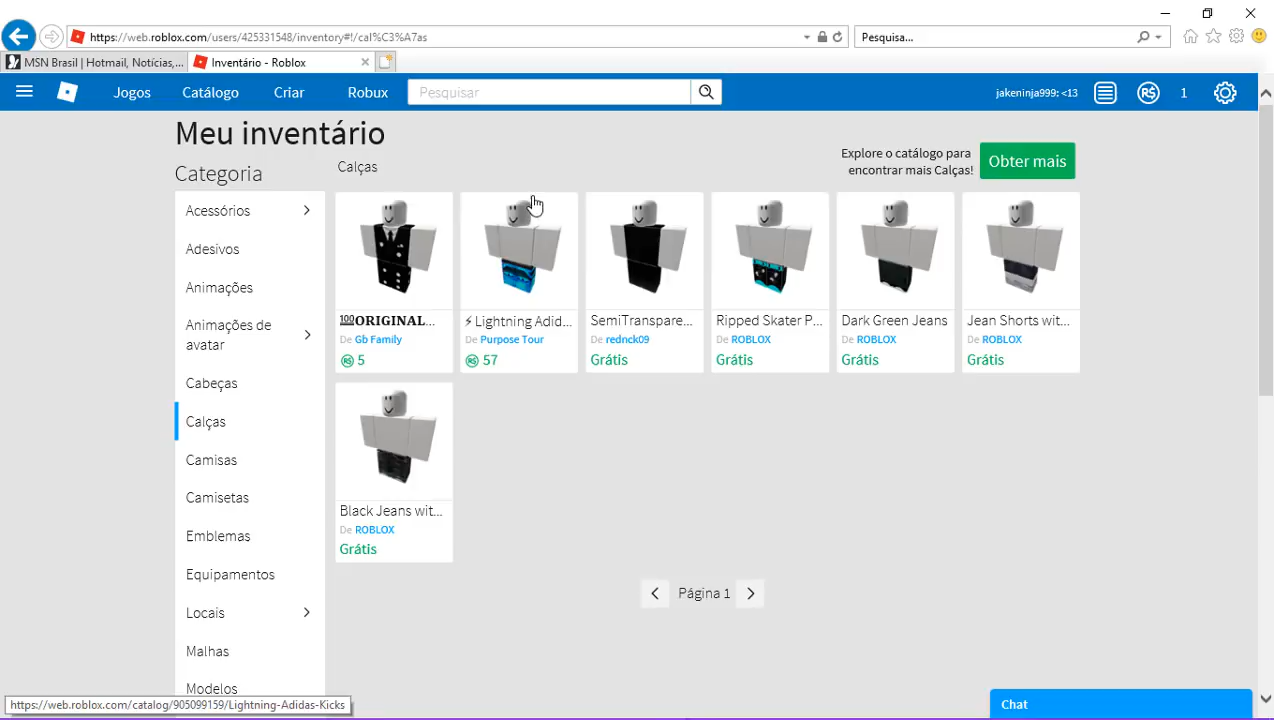 https://web.roblox.com/users/425331548/inventory#!/cal%C3%A7as
Pesquisa...
MSN Brasil | Hotmail, Notícias,...
Inventário - Roblox
Jogos
Catálogo
Criar
Robux
Pesquisar
jakeninja999: <13
R$
1
Meu inventário
Categoria
Calças
Explore o catálogo para
encontrar mais Calças!
Obter mais
Acessórios
Adesivos
Animações
Animações de
avatar
Cabeças
Calças
Camisas
Camisetas
Emblemas
Equipamentos
Locais
Malhas
Modelos
💯ORIGINAL...
De Gb Family
R$ 5
⚡Lightning Adid...
De Purpose Tour
R$ 57
SemiTranspare...
De rednck09
Grátis
Ripped Skater P...
De ROBLOX
Grátis
Dark Green Jeans
De ROBLOX
Grátis
Jean Shorts wit...
De ROBLOX
Grátis
Black Jeans wit...
De ROBLOX
Grátis
Página 1
https://web.roblox.com/catalog/905099159/Lightning-Adidas-Kicks
Chat